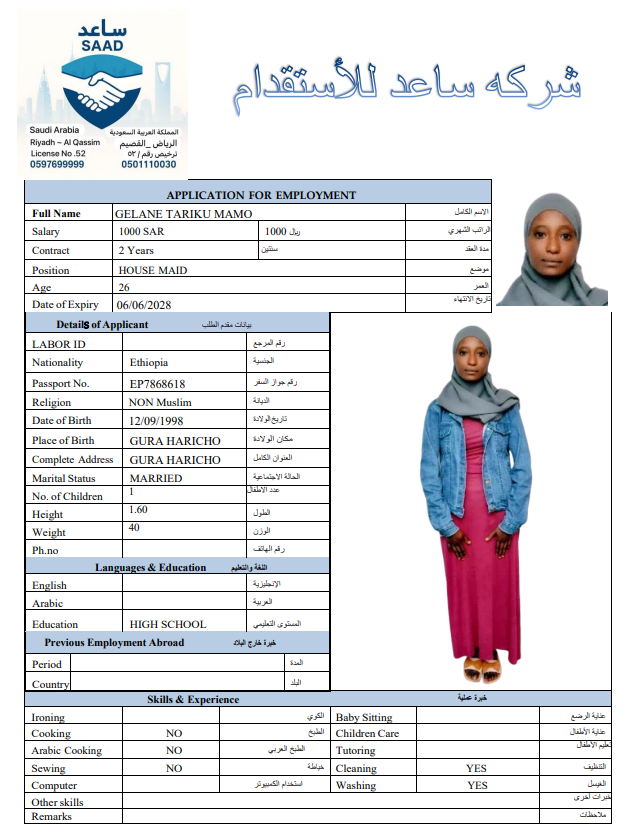 ساعد
SAAD
Saudi Arabia
المملكة العربية السعودية
Riyadh ~ Al Qassim
الرياض _القصيم
License No .52
ترخيص رقم / ٥٢
0597699999
0501110030
شركه ساعد للأستقدام
APPLICATION FOR EMPLOYMENT
Full Name GELANE TARIKU MAMO الاسم الكامل
Salary 1000 SAR 1000 ريال الراتب الشهري
Contract 2 Years سنتين مدة العقد
Position HOUSE MAID موضع
Age 26 العمر
Date of Expiry 06/06/2028 تاريخ الانتهاء
Details of Applicant بيانات مقدم الطلب
LABOR ID رقم المرجع
Nationality Ethiopia الجنسية
Passport No. EP7868618 رقم جواز السفر
Religion NON Muslim الديانة
Date of Birth 12/09/1998 تاريخ الولادة
Place of Birth GURA HARICHO مكان الولادة
Complete Address GURA HARICHO العنوان الكامل
Marital Status MARRIED الحالة الاجتماعية
No. of Children 1 عدد الاطفال
Height 1.60 الطول
Weight 40 الوزن
Ph.no رقم الهاتف
Languages & Education اللغة والتعليم
English الإنجليزية
Arabic العربية
Education HIGH SCHOOL المستوى التعليمي
Previous Employment Abroad خبرة خارج البلاد
Period المدة
Country البلد
Skills & Experience خبرة عملية
Ironing الكوي Baby Sitting عناية الرضع
Cooking NO الطبخ Children Care عناية الأطفال
Arabic Cooking NO الطبخ العربي Tutoring تعليم الأطفال
Sewing NO خياطة Cleaning YES التنظيف
Computer استخدام الكمبيوتر Washing YES الغسيل
Other skills خبرات أخرى
Remarks ملاحظات